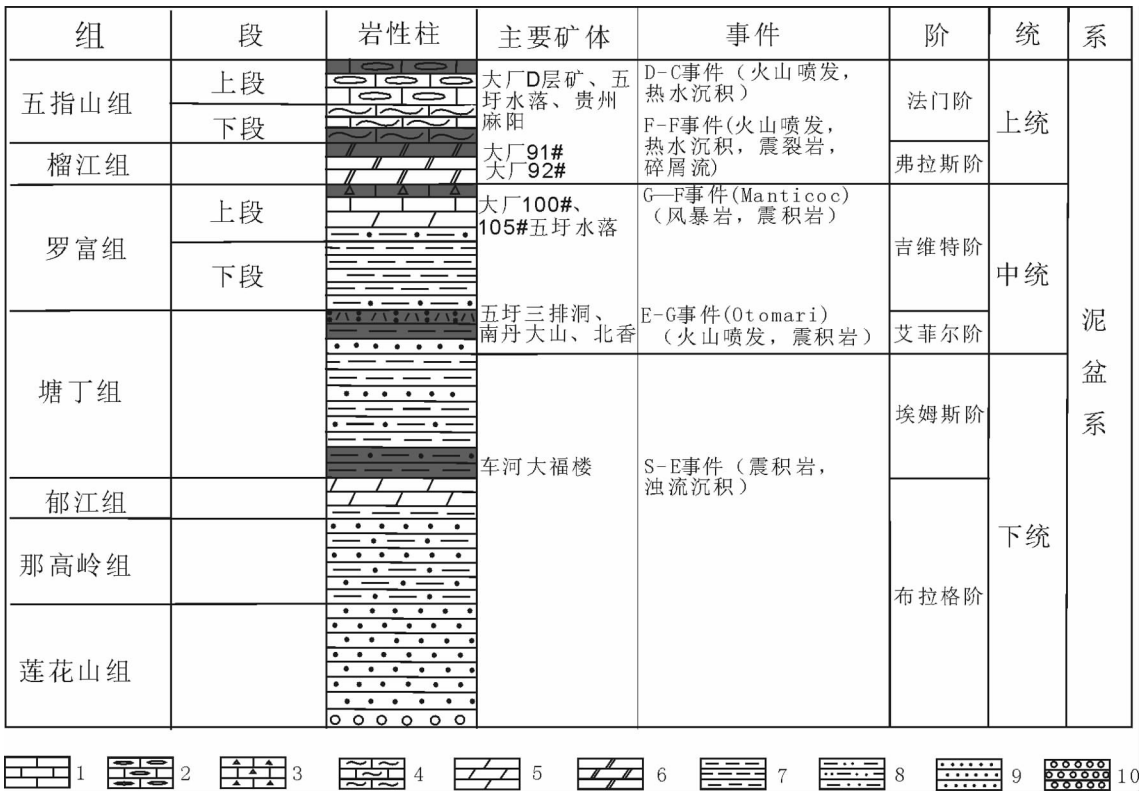 组 段 岩性柱 主要矿体 事件 阶 统 系
五指山组
上段
下段
大厂D层矿、五
圩水落、贵州
麻阳
D-C事件（火山喷发，
热水沉积）
F-F事件(火山喷发，
热水沉积，震裂岩，
碎屑流)
法门阶
上统
榴江组
大厂91#
大厂92#
弗拉斯阶
罗富组
上段
下段
大厂100#、
105#五圩水落
G—F事件(Manticoc)
（风暴岩，震积岩）
吉维特阶
中统
五圩三排洞、
南丹大山、北香
E-G事件(Otomari)
（火山喷发，震积岩）
艾菲尔阶
泥盆系
塘丁组
埃姆斯阶
车河大福楼
S-E事件（震积岩，
浊流沉积）
郁江组
下统
那高岭组
布拉格阶
莲花山组
1 2 3 4 5 6 7 8 9 10